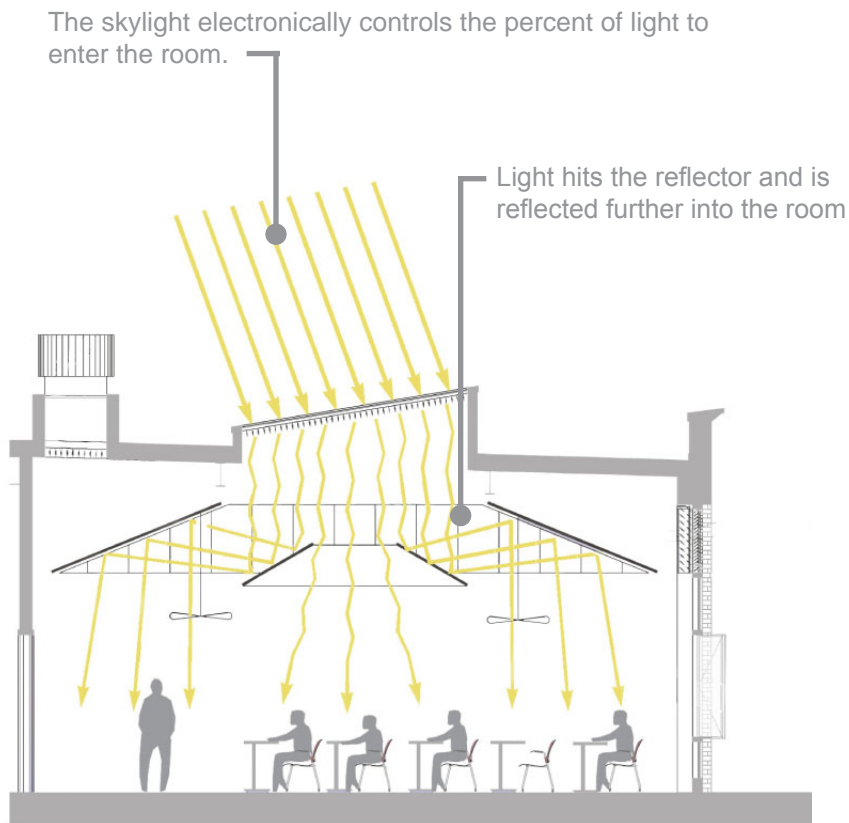 The skylight electronically controls the percent of light to
enter the room.
Light hits the reflector and is
reflected further into the room